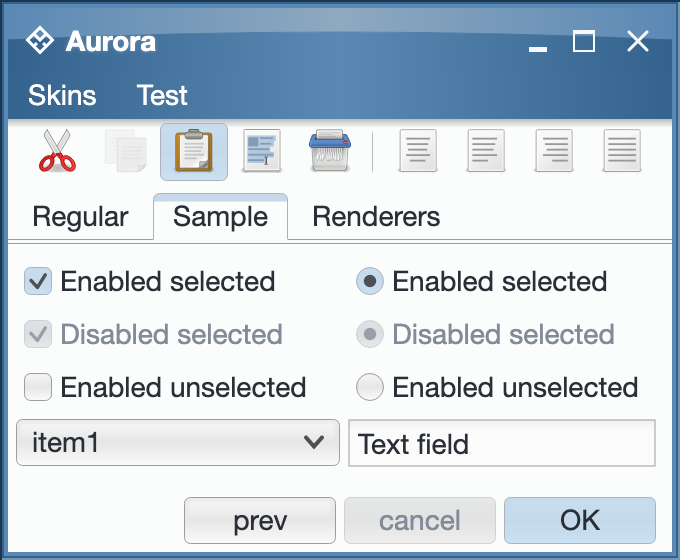 Aurora
Skins Test
Regular Sample Renderers
Enabled selected Enabled selected
Disabled selected Disabled selected
Enabled unselected Enabled unselected
item1 Text field
prev cancel OK